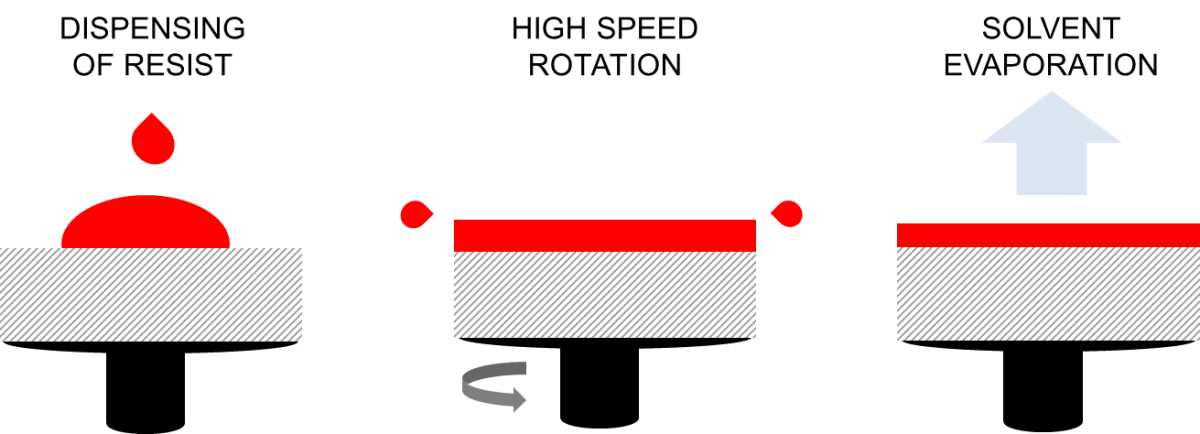 DISPENSING
OF RESIST
HIGH SPEED
ROTATION
SOLVENT
EVAPORATION